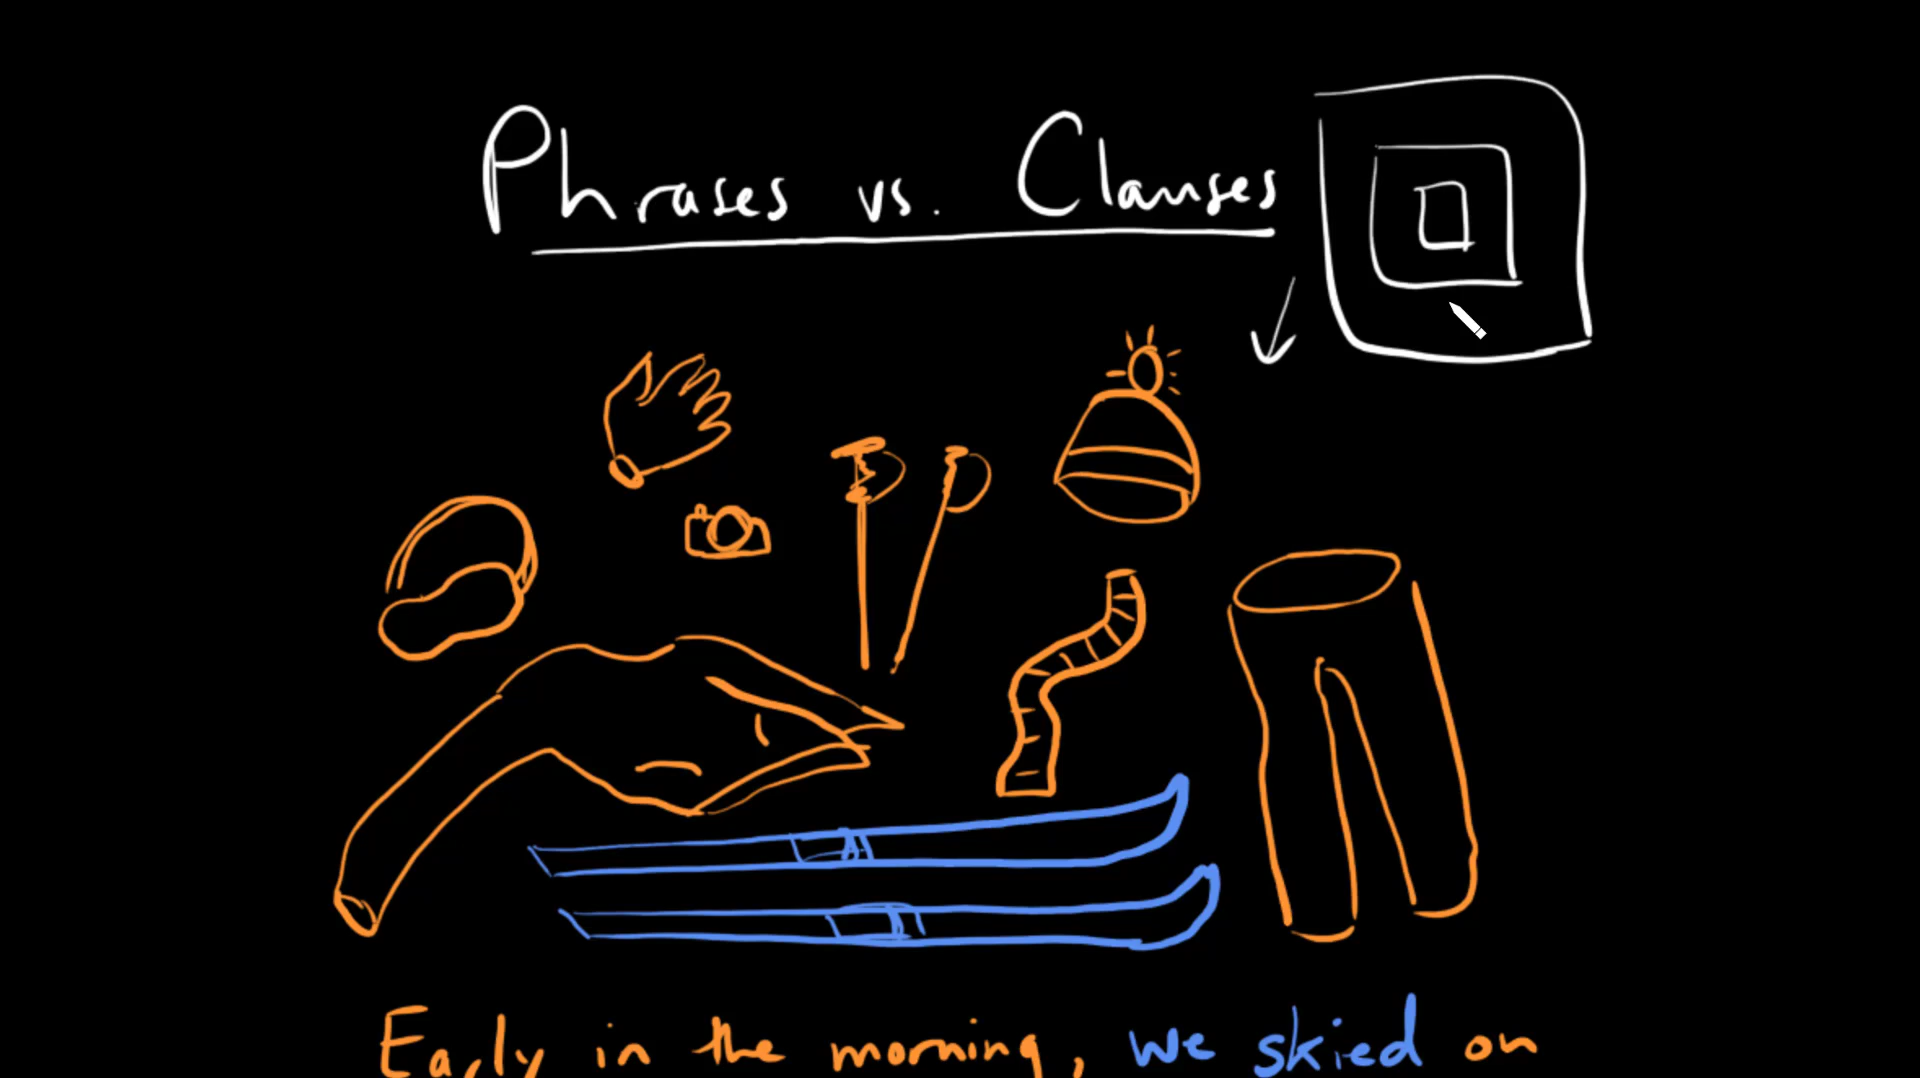 Phrases vs. Clauses
Early in the morning, we skied on